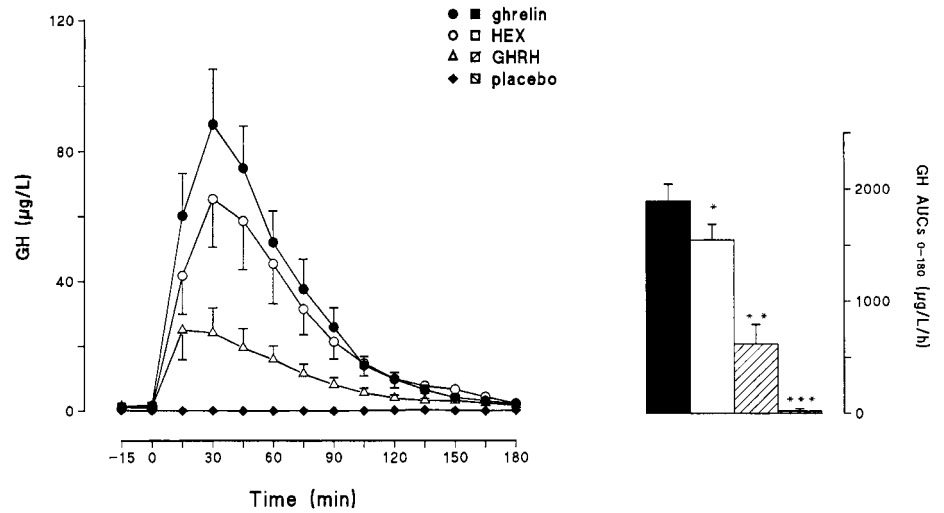 ghrelin
HEX
GHRH
placebo
120
80
40
0
GH (µg/L)
-15 0 30 60 90 120 150 180
Time (min)
*
* *
* * *
2000
1000
0
GH AUCs 0-180 (µg/L/h)